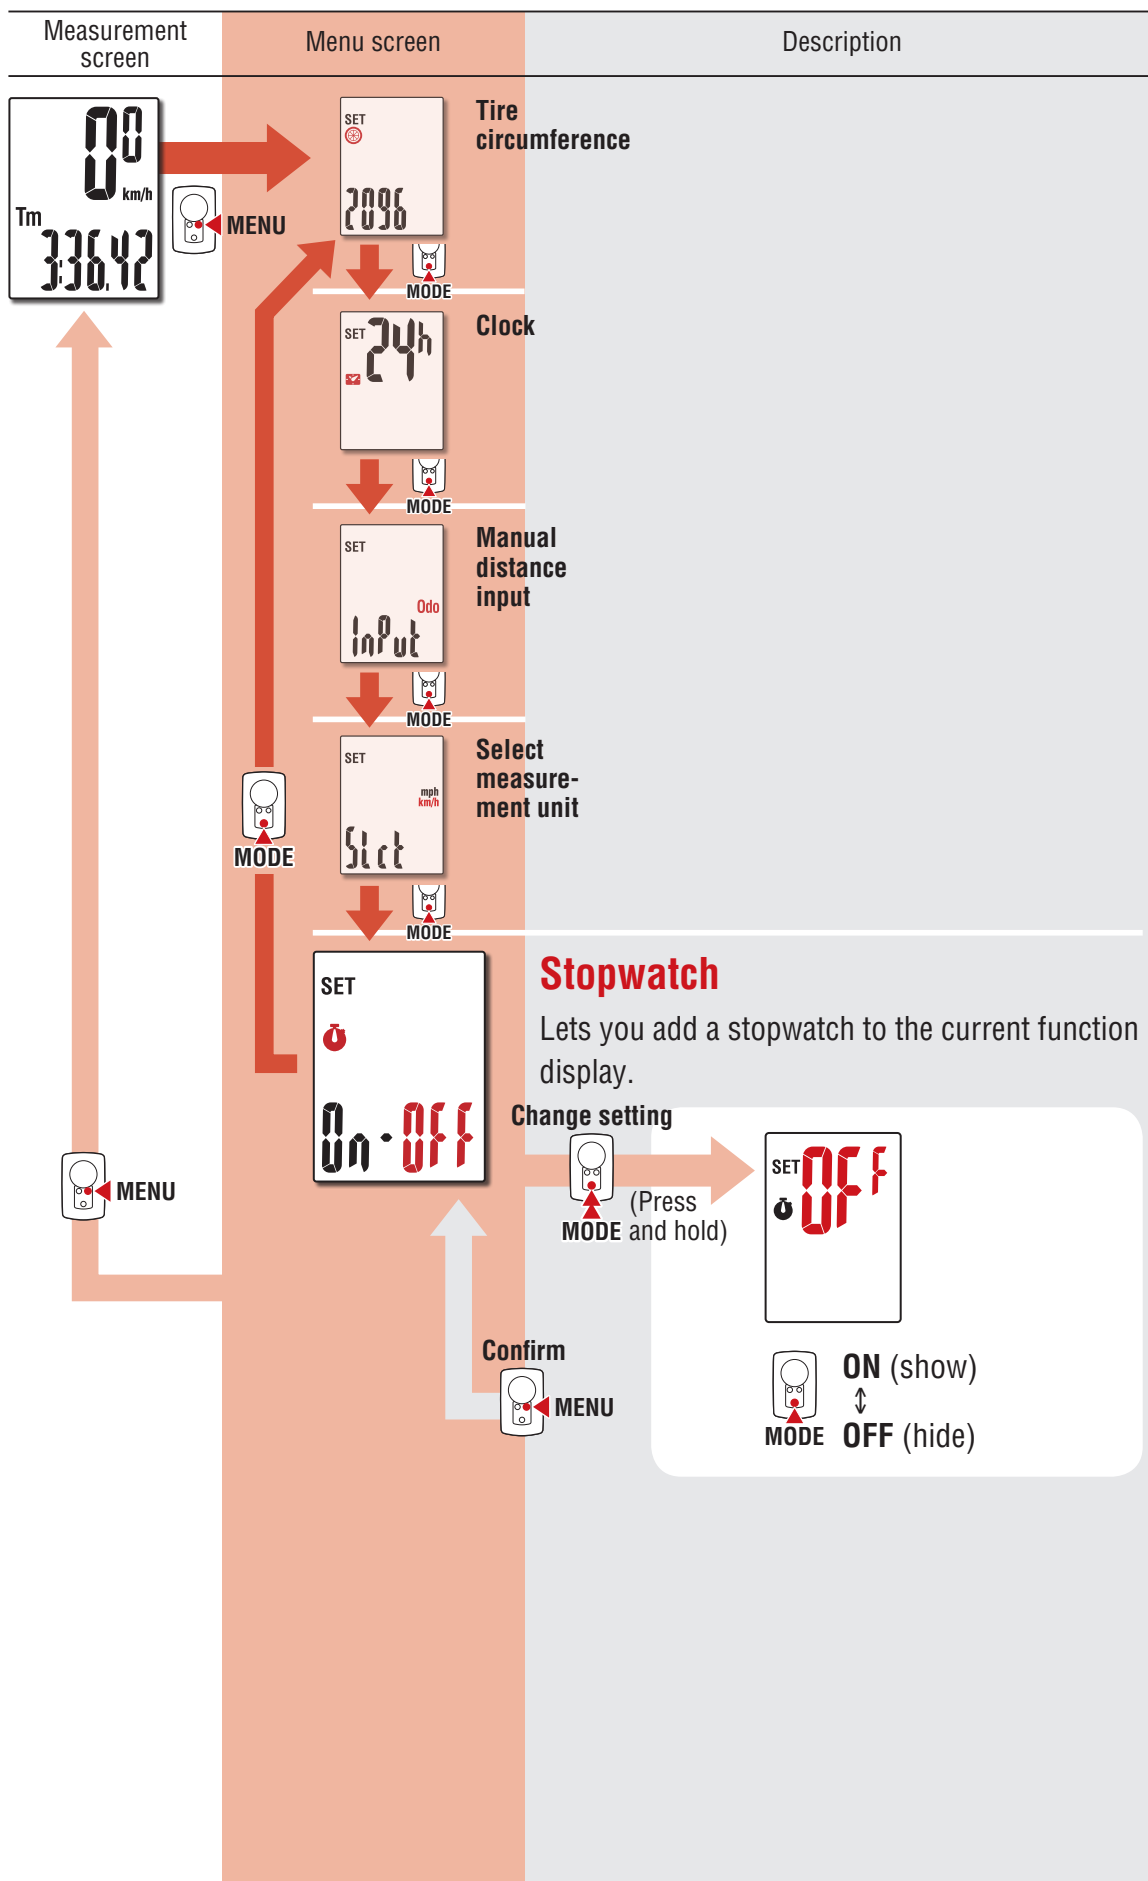 Measurement
screen
Menu screen
Description
00
km/h
Tm
3:36.42
MENU
SET
2096
Tire
circumference
MODE
SET
24h
Clock
MODE
SET
Odo
InPut
Manual
distance
input
MODE
SET
mph
km/h
Slct
Select
measure-
ment unit
MODE
MODE
SET
On·OFF
Stopwatch
Lets you add a stopwatch to the current function
display.
Change setting
(Press
MODE and hold)
SET
OFF
MENU
Confirm
MENU
ON (show)
↕
MODE OFF (hide)